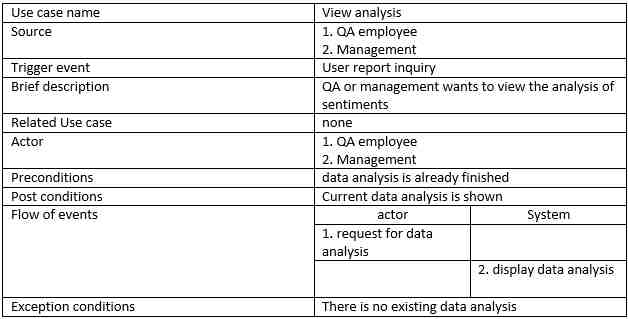 Use case name View analysis
Source 1. QA employee
2. Management
Trigger event User report inquiry
Brief description QA or management wants to view the analysis of
sentiments
Related Use case none
Actor 1. QA employee
2. Management
Preconditions data analysis is already finished
Post conditions Current data analysis is shown
Flow of events actor System
1. request for data
analysis
2. display data analysis
Exception conditions There is no existing data analysis